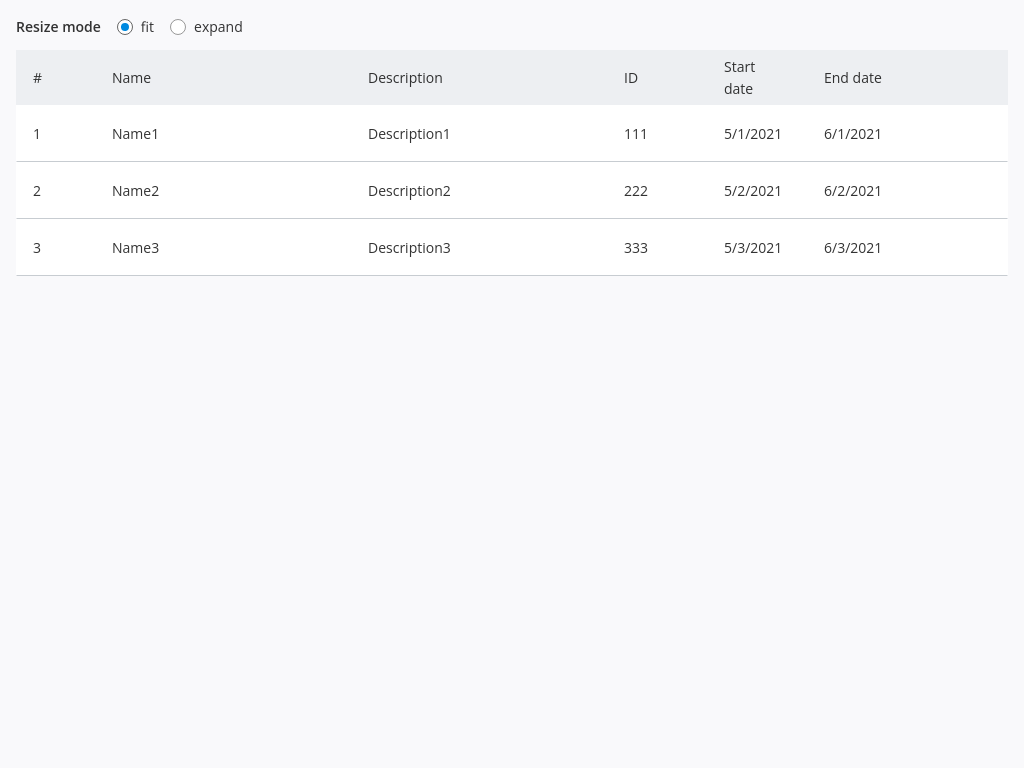 Resize mode fit expand
# Name Description ID Start date End date
1 Name1 Description1 111 5/1/2021 6/1/2021
2 Name2 Description2 222 5/2/2021 6/2/2021
3 Name3 Description3 333 5/3/2021 6/3/2021